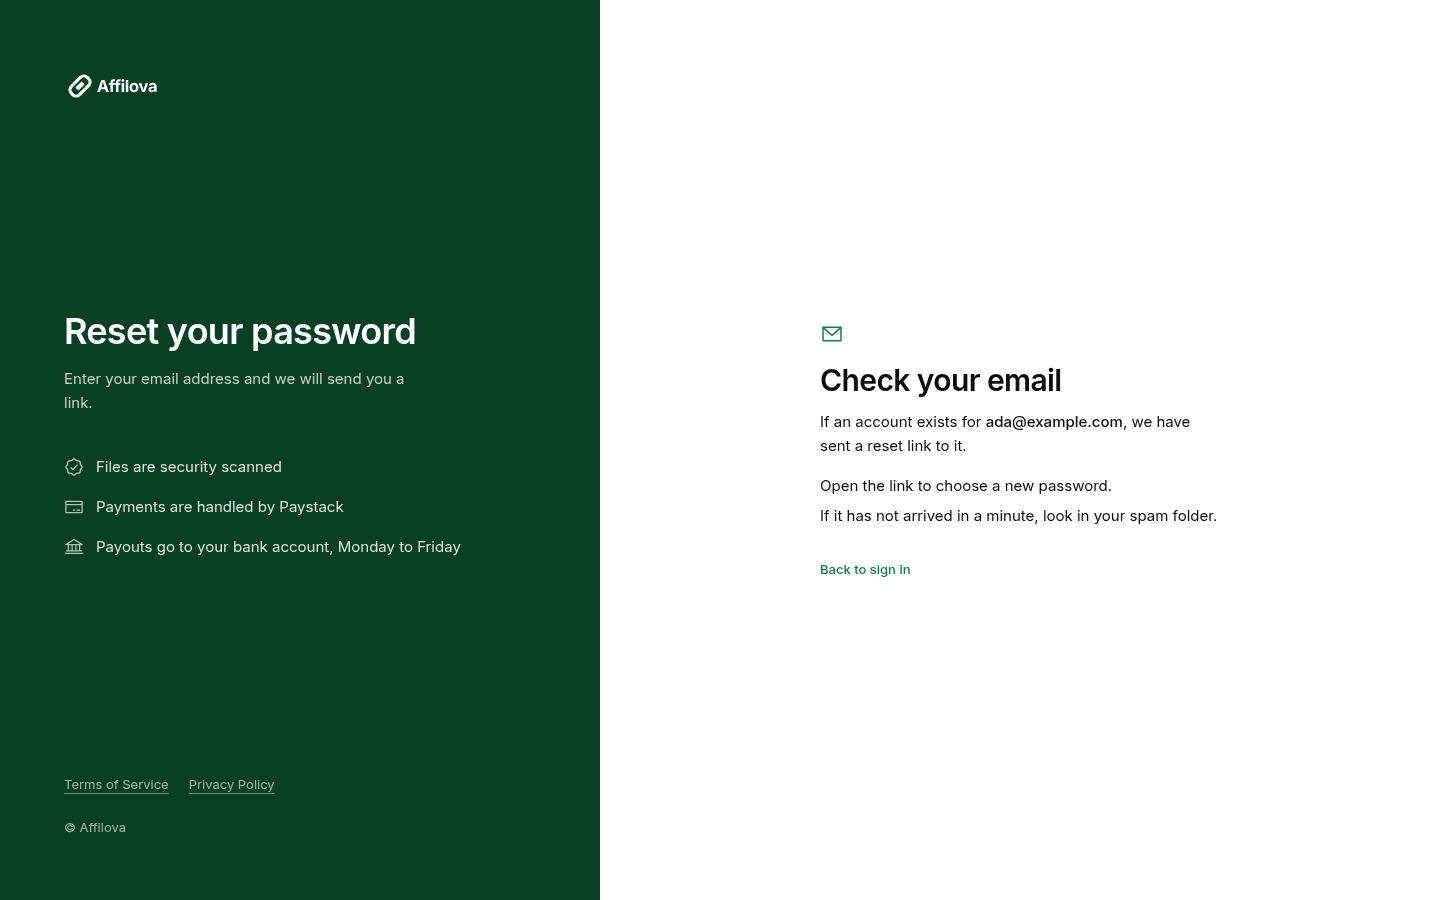 Affilova
Reset your password
Enter your email address and we will send you a
link.
Files are security scanned
Payments are handled by Paystack
Payouts go to your bank account, Monday to Friday
Terms of Service Privacy Policy
© Affilova
Check your email
If an account exists for ada@example.com, we have
sent a reset link to it.
Open the link to choose a new password.
If it has not arrived in a minute, look in your spam folder.
Back to sign in